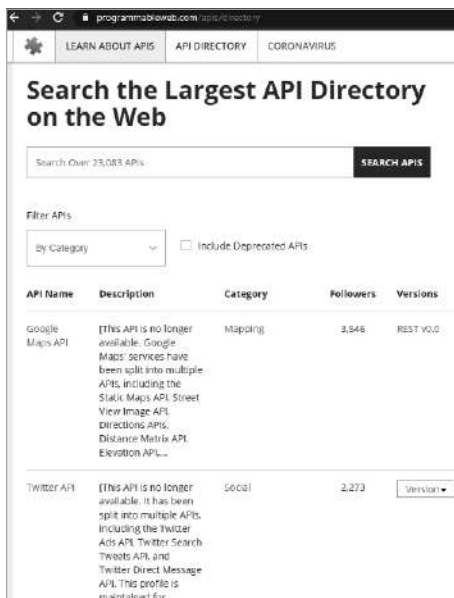 programmableweb.com/apis/directory
LEARN ABOUT APIS API DIRECTORY CORONAVIRUS
Search the Largest API Directory
on the Web
Search Over 23,083 APIs SEARCH APIS
Filter APIs
By Category Include Deprecated APIs
API Name Description Category Followers Versions
Google [This API is no longer Mapping 3,546 REST v0.0
Maps API available. Google
Maps' services have
been split into multiple
APIs, including the
Static Maps API, Street
View Image API,
Directions APIs,
Distance Matrix API,
Elevation API,...
Twitter API [This API is no longer Social 2,273 Version
available. It has been
split into multiple APIs,
including the Twitter
Ads API, Twitter Search
Tweets API, and
Twitter Direct Message
API. This profile is
maintained for